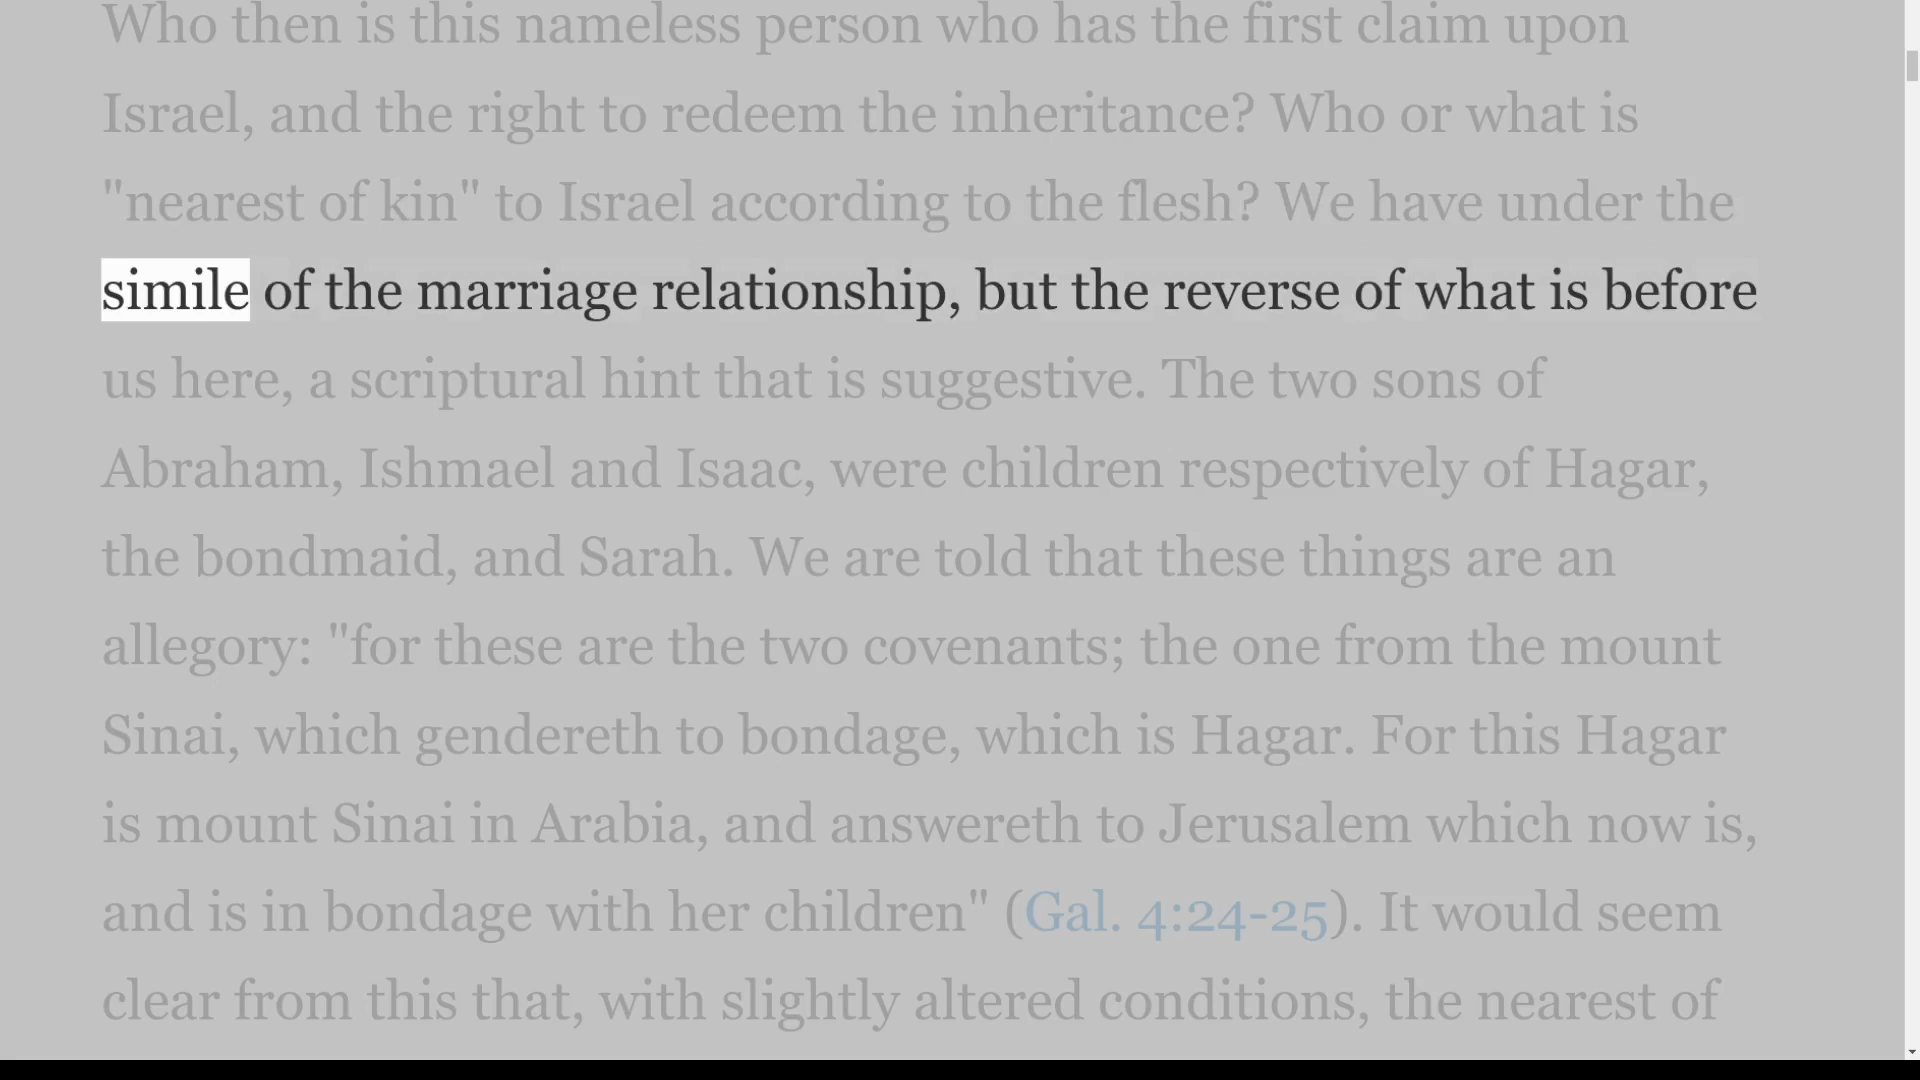 Who then is this nameless person who has the first claim upon
Israel, and the right to redeem the inheritance? Who or what is
"nearest of kin" to Israel according to the flesh? We have under the
simile of the marriage relationship, but the reverse of what is before
us here, a scriptural hint that is suggestive. The two sons of
Abraham, Ishmael and Isaac, were children respectively of Hagar,
the bondmaid, and Sarah. We are told that these things are an
allegory: "for these are the two covenants; the one from the mount
Sinai, which gendereth to bondage, which is Hagar. For this Hagar
is mount Sinai in Arabia, and answereth to Jerusalem which now is,
and is in bondage with her children" (Gal. 4:24-25). It would seem
clear from this that, with slightly altered conditions, the nearest of